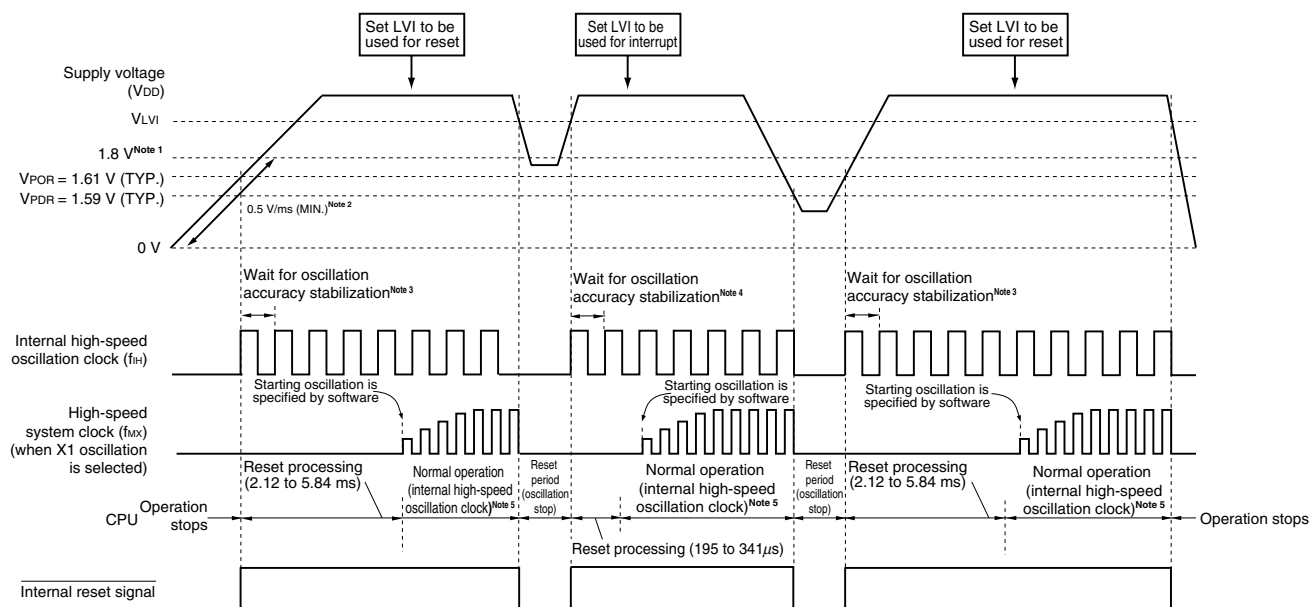 Set LVI to be
used for reset
Set LVI to be
used for interrupt
Set LVI to be
used for reset
Supply voltage
(VDD)
VLVI
1.8 V Note 1
VPOR = 1.61 V (TYP.)
VPDR = 1.59 V (TYP.)
0.5 V/ms (MIN.) Note 2
0 V
Wait for oscillation
accuracy stabilization Note 3
Wait for oscillation
accuracy stabilization Note 4
Wait for oscillation
accuracy stabilization Note 3
Internal high-speed
oscillation clock (fIH)
Starting oscillation is
specified by software
Starting oscillation is
specified by software
Starting oscillation is
specified by software
High-speed
system clock (fMX)
(when X1 oscillation
is selected)
Reset processing
(2.12 to 5.84 ms)
Normal operation
(internal high-speed
oscillation clock) Note 5
Reset
period
(oscillation
stop)
Normal operation
(internal high-speed
oscillation clock) Note 5
Reset
period
(oscillation
stop)
Reset processing
(2.12 to 5.84 ms)
Normal operation
(internal high-speed
oscillation clock) Note 5
CPU
Operation
stops
Operation stops
Reset processing (195 to 341μs)
Internal reset signal